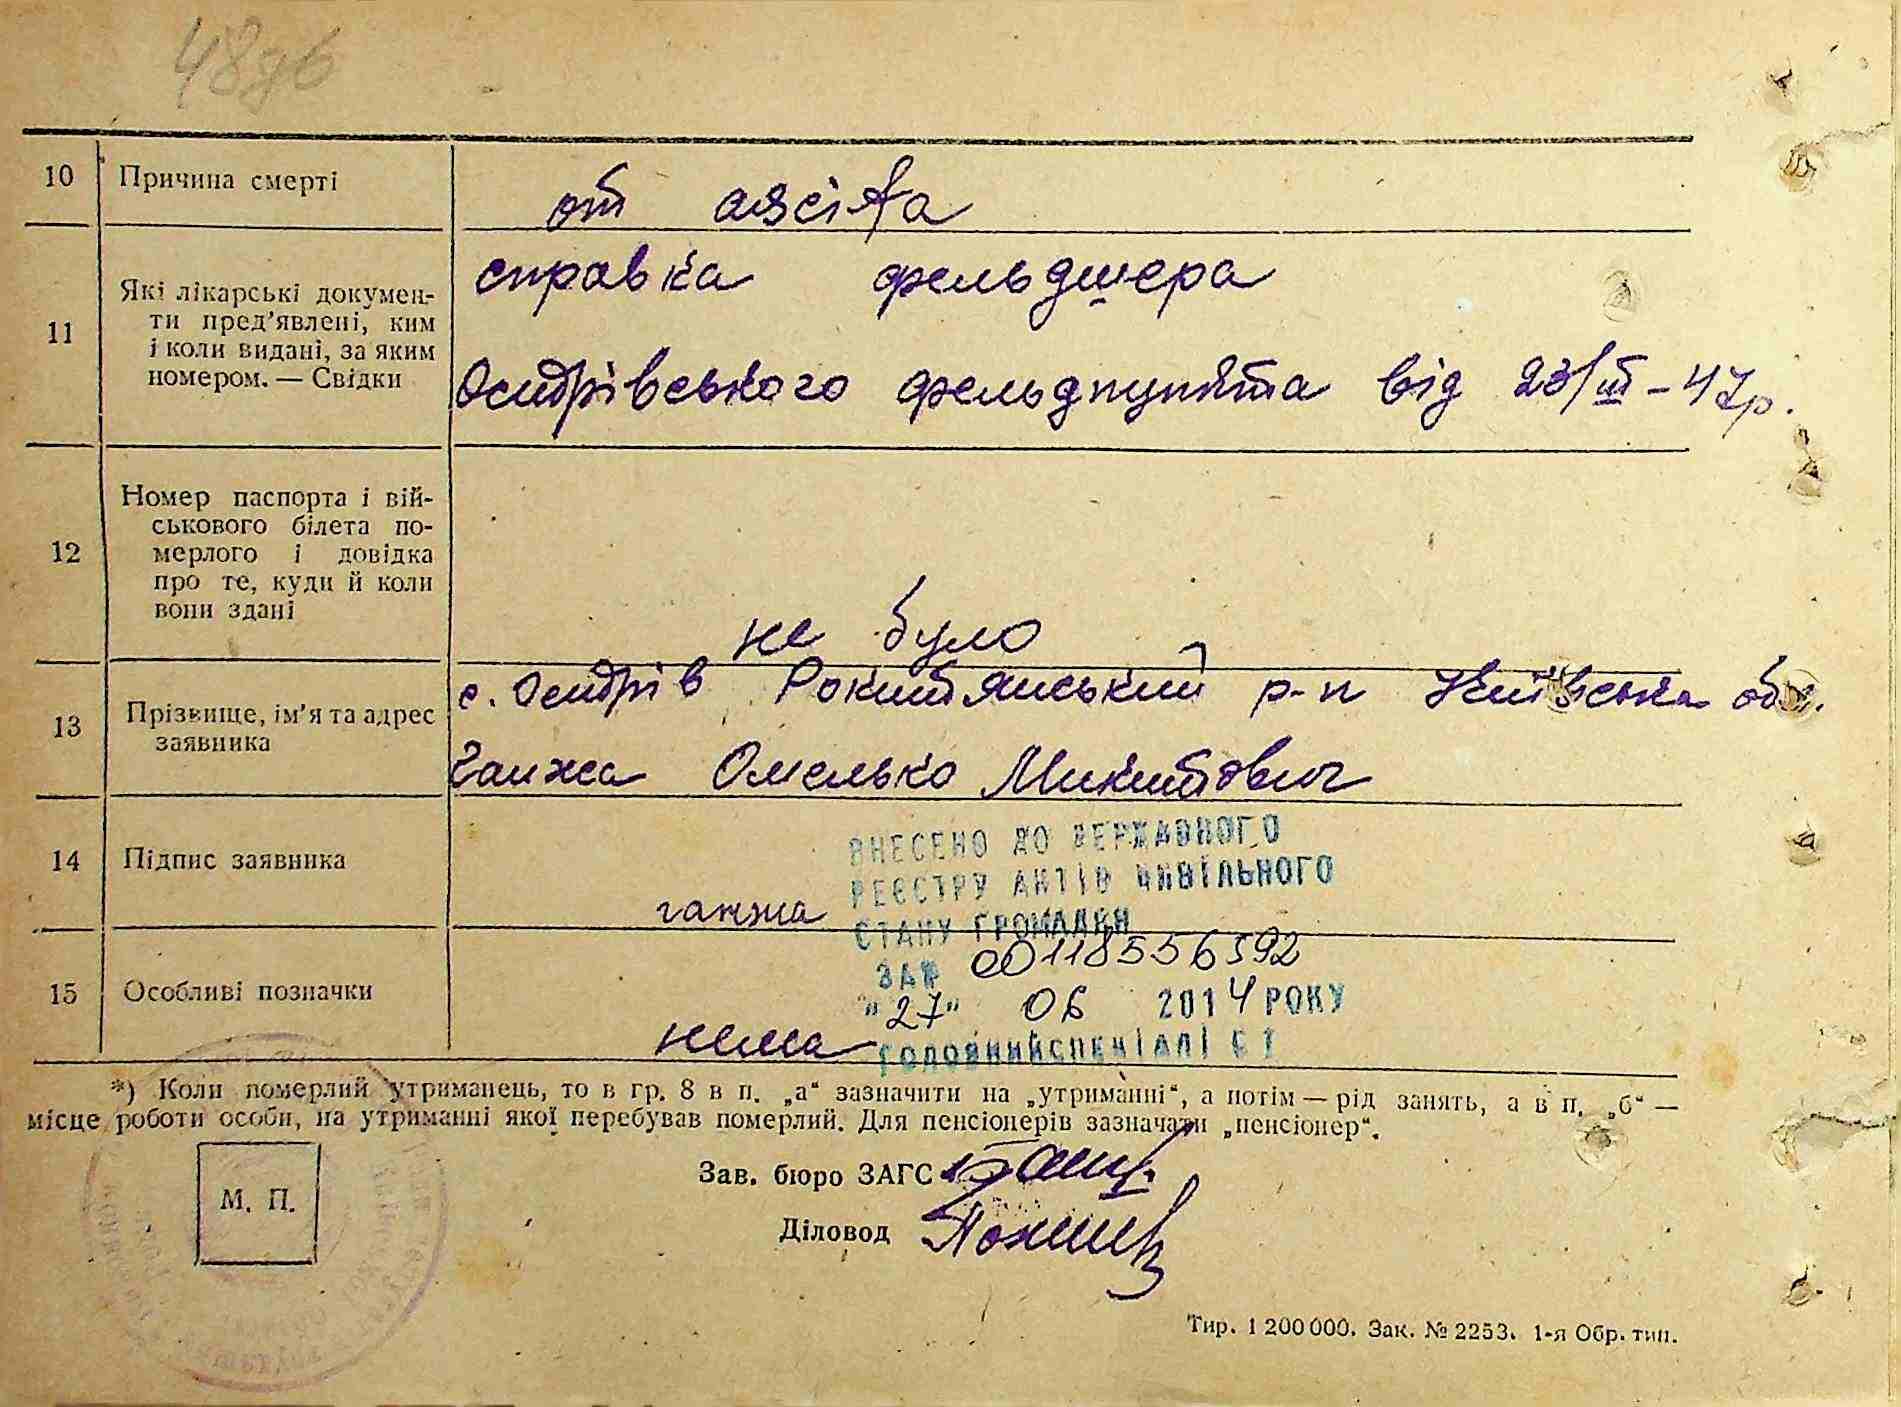 10 Причина смерті
от
11 Які лікарські докумен-
ти пред'явлені, ким
і коли видані, за яким
номером. — Свідки
справка фельдшера
Острівського фельдпункта від 23/III-47р.
12 Номер паспорта і вій-
ськового білета по-
мерлого і довідка
про те, куди й коли
вони здані
не було
13 Прізвище, ім'я та адрес
заявника
с. Острів Рокитянський р-н Київська обл.
Ганжа Омелько Микитович
14 Підпис заявника
ганжа
ВНЕСЕНО ДО ДЕРЖАВНОГО
РЕЄСТРУ АКТІВ ЦИВІЛЬНОГО
СТАНУ ГРОМАДЯН
ЗА № 00118556592
"27" 06 2014 РОКУ
ГОЛОВНИЙ СПЕЦІАЛІСТ
15 Особливі позначки
нема
*) Коли померлий утриманець, то в гр. 8 в п. „а“ зазначити на „утриманні“, а потім — рід занять, а в п. „б“ —
місце роботи особи, на утриманні якої перебував померлий. Для пенсіонерів зазначати „пенсіонер“.
М. П.
Зав. бюро ЗАГС
Діловод
Тир. 1 200 000. Зак. № 2253. 1-я Обр. тип.